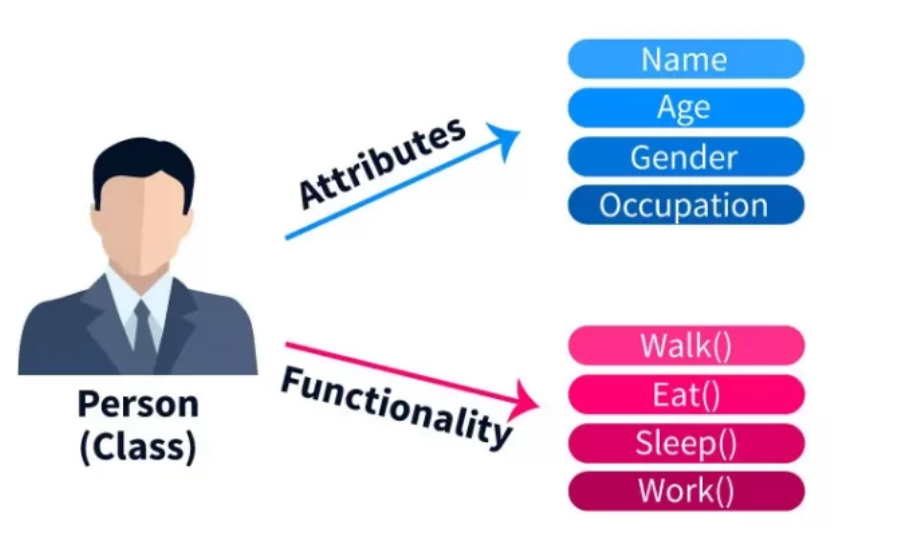 Attributes
Name
Age
Gender
Occupation
Person
(Class)
Functionality
Walk()
Eat()
Sleep()
Work()